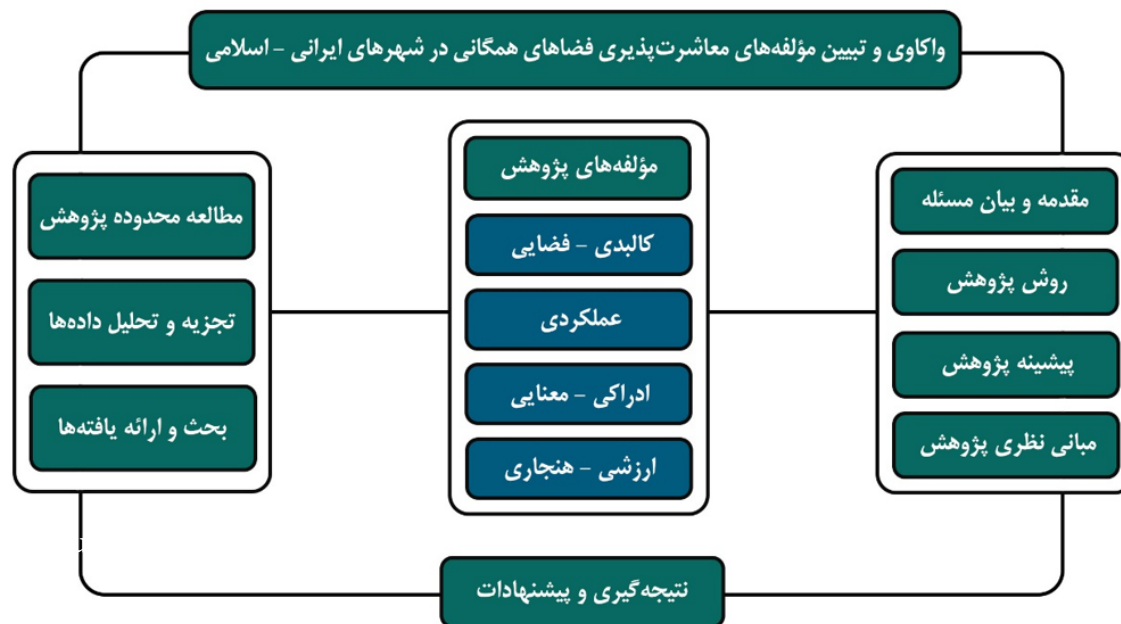 واکاوی و تبیین مؤلفه‌های معاشرت‌پذیری فضاهای همگانی در شهرهای ایرانی – اسلامی
مقدمه و بیان مسئله
روش پژوهش
پیشینه پژوهش
مبانی نظری پژوهش
مؤلفه‌های پژوهش
کالبدی – فضایی
عملکردی
ادراکی – معنایی
ارزشی – هنجاری
مطالعه محدوده پژوهش
تجزیه و تحلیل داده‌ها
بحث و ارائه یافته‌ها
نتیجه‌گیری و پیشنهادات